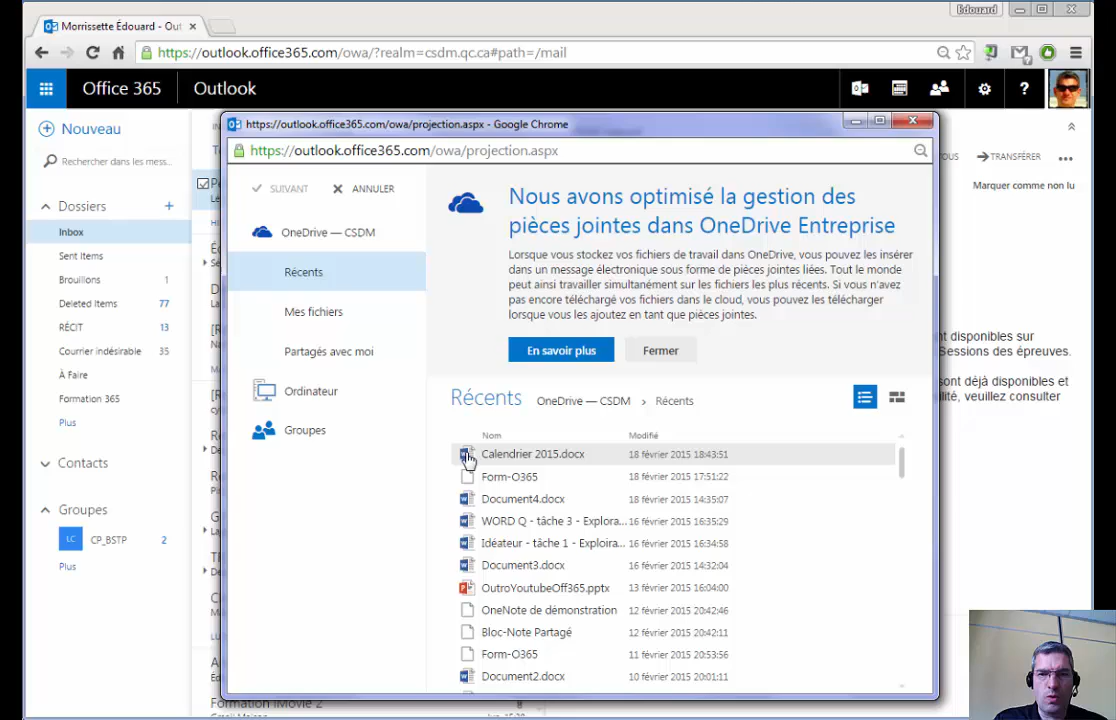 Morrissette Édouard - Out
Edouard
https://outlook.office365.com/owa/?realm=csdm.qc.ca#path=/mail
Office 365
Outlook
?
Nouveau
Rechercher dans les mess...
Dossiers
Inbox
Sent Items
Brouillons 1
Deleted Items 77
RÉCIT 11
Courrier indésirable 35
À Faire
Formation 365
Plus
Contacts
Groupes
LC CP_BSTP 2
Plus
https://outlook.office365.com/owa/projection.aspx - Google Chrome
https://outlook.office365.com/owa/projection.aspx
SUIVANT
ANNULER
OneDrive — CSDM
Récents
Mes fichiers
Partagés avec moi
Ordinateur
Groupes
Nous avons optimisé la gestion des
pièces jointes dans OneDrive Entreprise
Lorsque vous stockez vos fichiers de travail dans OneDrive, vous pouvez les insérer
dans un message électronique sous forme de pièces jointes liées. Tout le monde
peut ainsi travailler simultanément sur les fichiers les plus récents. Si vous n'avez
pas encore téléchargé vos fichiers dans le cloud, vous pouvez les télécharger
lorsque vous les ajoutez en tant que pièces jointes.
En savoir plus
Fermer
Récents OneDrive — CSDM › Récents
Nom Modifié
Calendrier 2015.docx 18 février 2015 18:43:51
Form-O365 18 février 2015 17:51:22
Document4.docx 18 février 2015 14:35:07
WORD Q - tâche 3 - Explora... 16 février 2015 16:35:29
Idéateur - tâche 1 - Exploira... 16 février 2015 16:34:58
Document3.docx 16 février 2015 14:32:04
OutroYoutubeOff365.pptx 13 février 2015 16:04:00
OneNote de démonstration 12 février 2015 20:42:46
Bloc-Note Partagé 12 février 2015 20:42:11
Form-O365 11 février 2015 20:53:56
Document2.docx 10 février 2015 20:01:11
OUS
TRANSFÉRER
Marquer comme non lu
nt disponibles sur
Sessions des épreuves.
sont déjà disponibles et
ilité, veuillez consulter
Formation iMovie 2